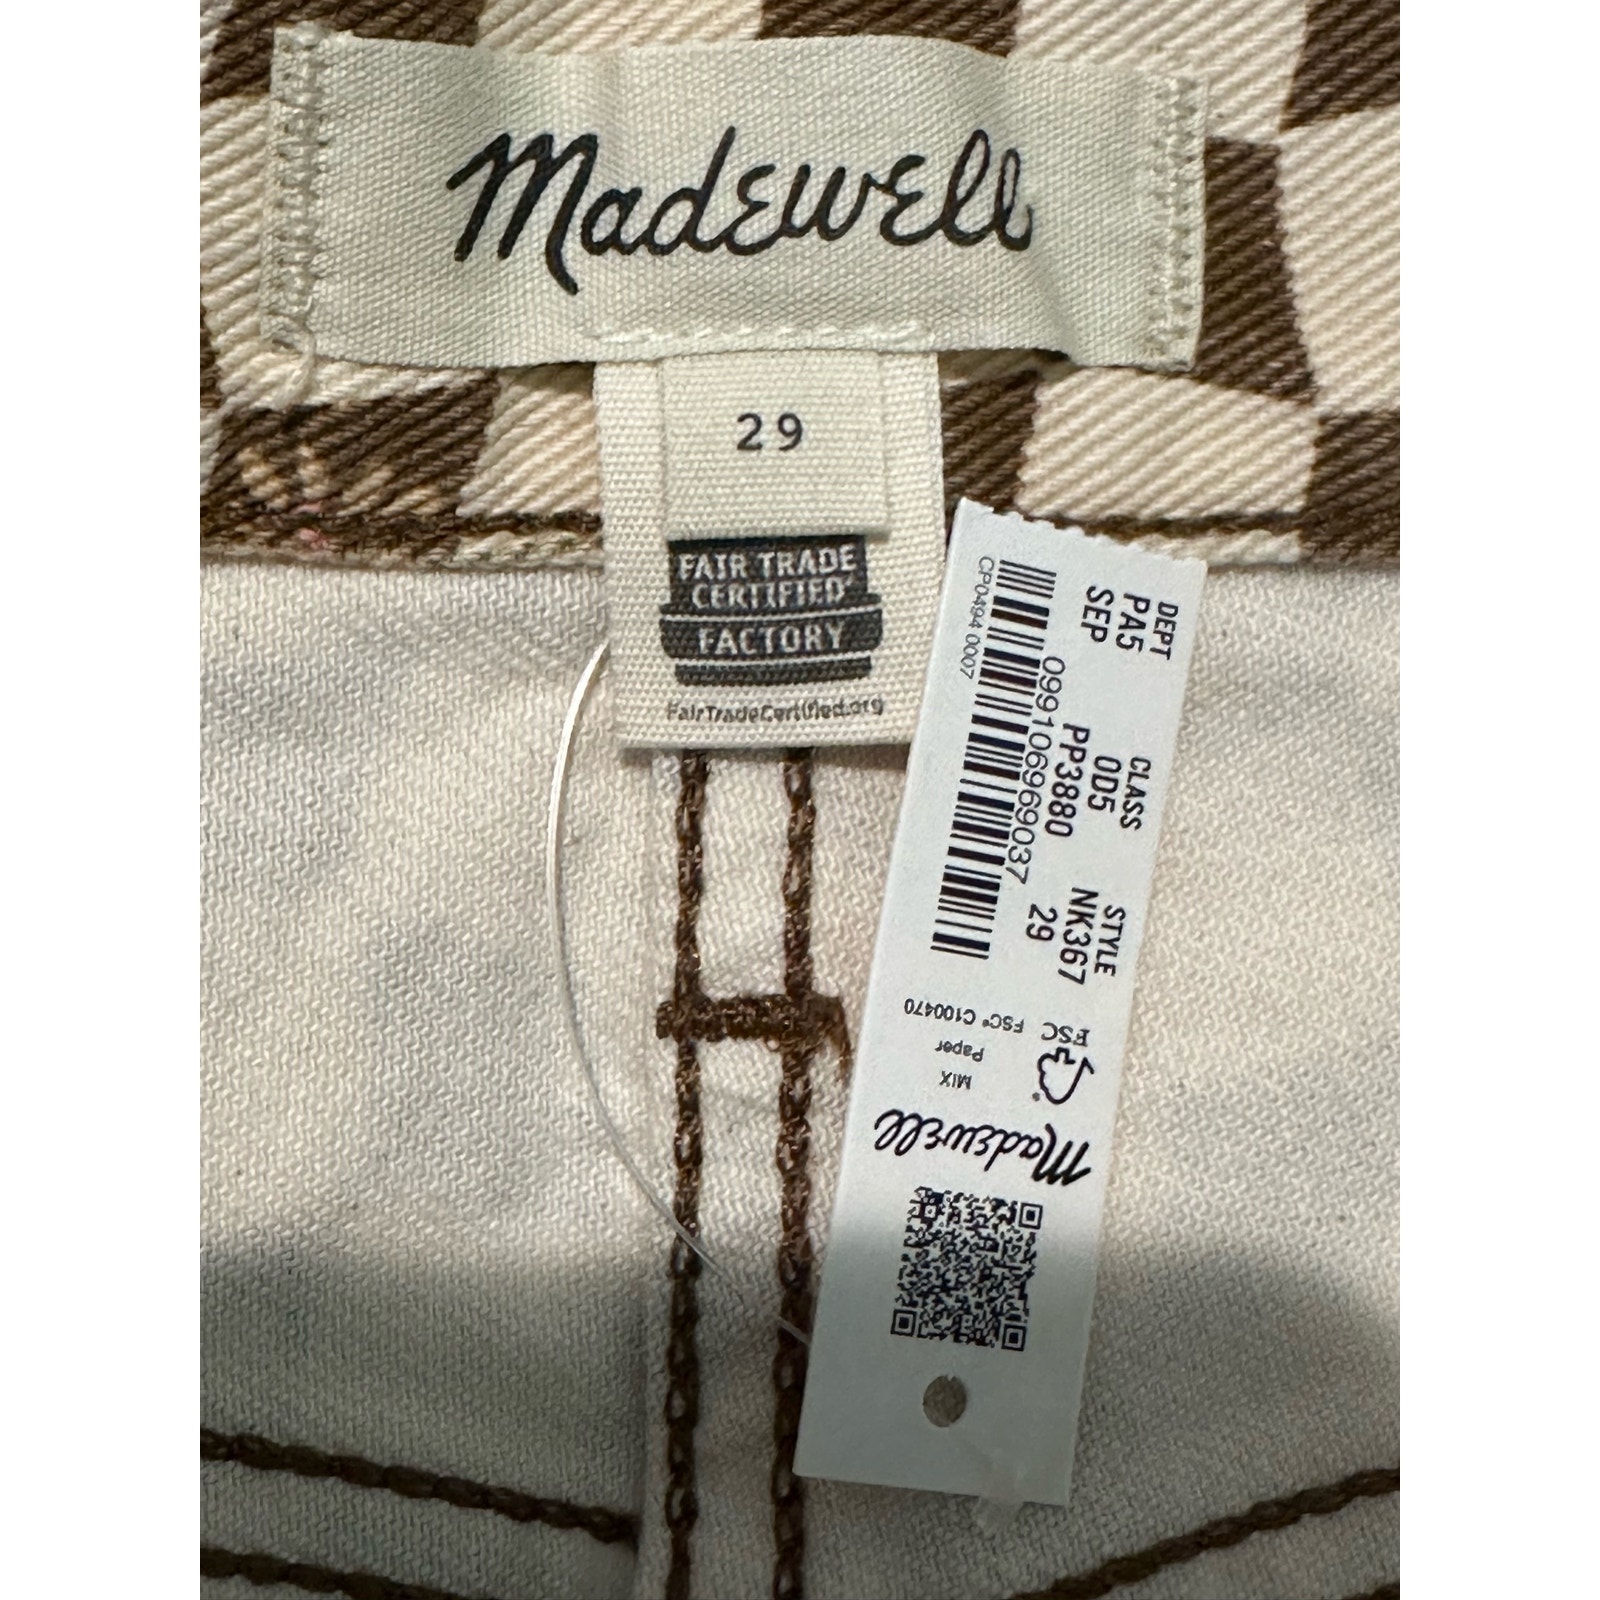 Madewell
29
FAIR TRADE
CERTIFIED
FACTORY
FairTradeCertified.org
DEPT CLASS STYLE
PA5 0D5 NK367
SEP PP3880 29
099106969037
CP0494 0007
FSC
FSC® C100470
MIX
Paper
Madewell